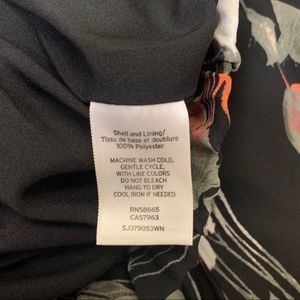 Shell and Lining/
Tissu de base et doublure
100% Polyester
MACHINE WASH COLD,
GENTLE CYCLE,
WITH LIKE COLORS
DO NOT BLEACH
HANG TO DRY
COOL IRON IF NEEDED
RN58665
CA57963
SJ379053WN